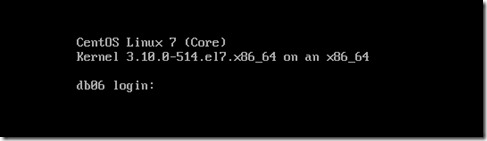 CentOS Linux 7 (Core)
Kernel 3.10.0-514.el7.x86_64 on an x86_64
db06 login: